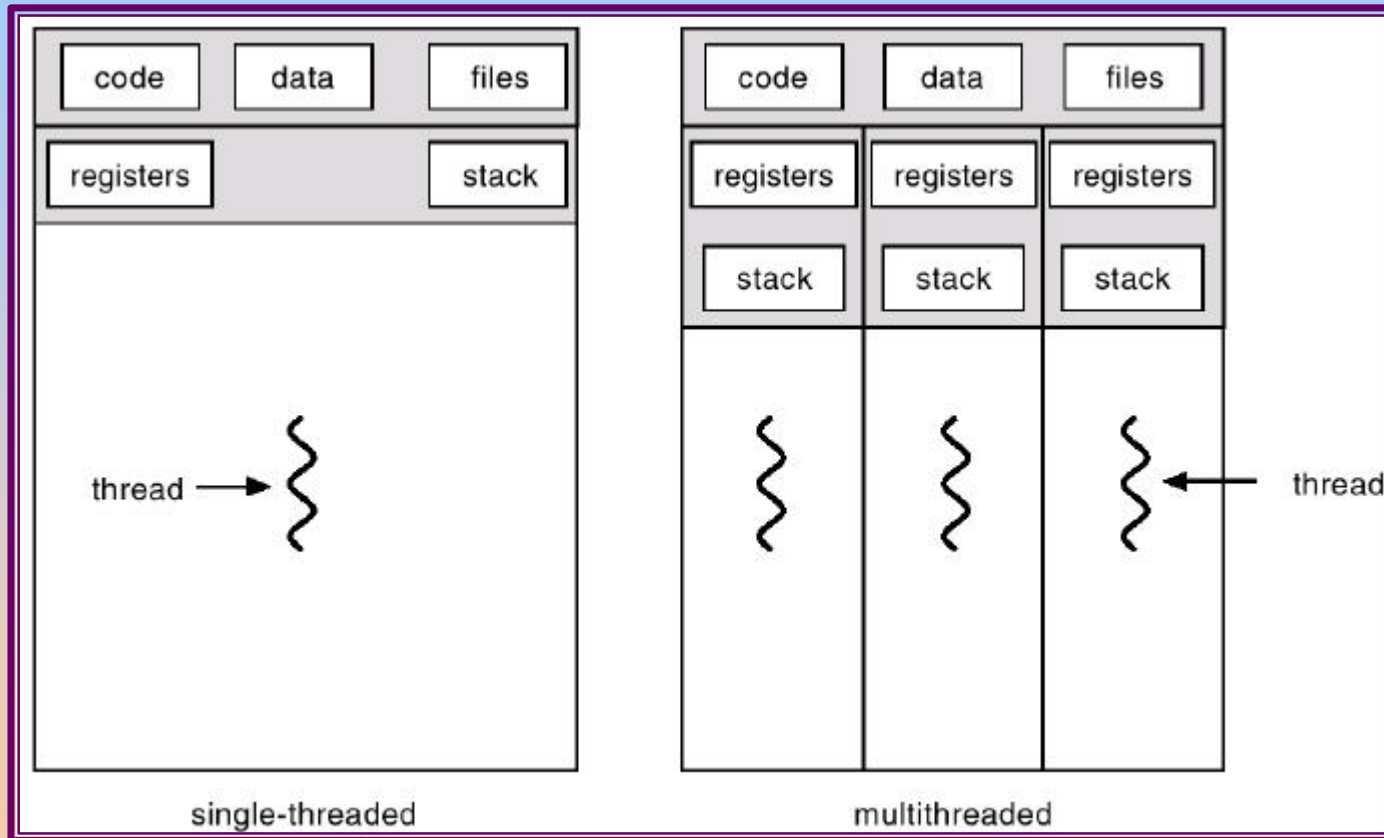 code data files
registers stack
thread
single-threaded
code data files
registers registers registers
stack stack stack
thread
multithreaded